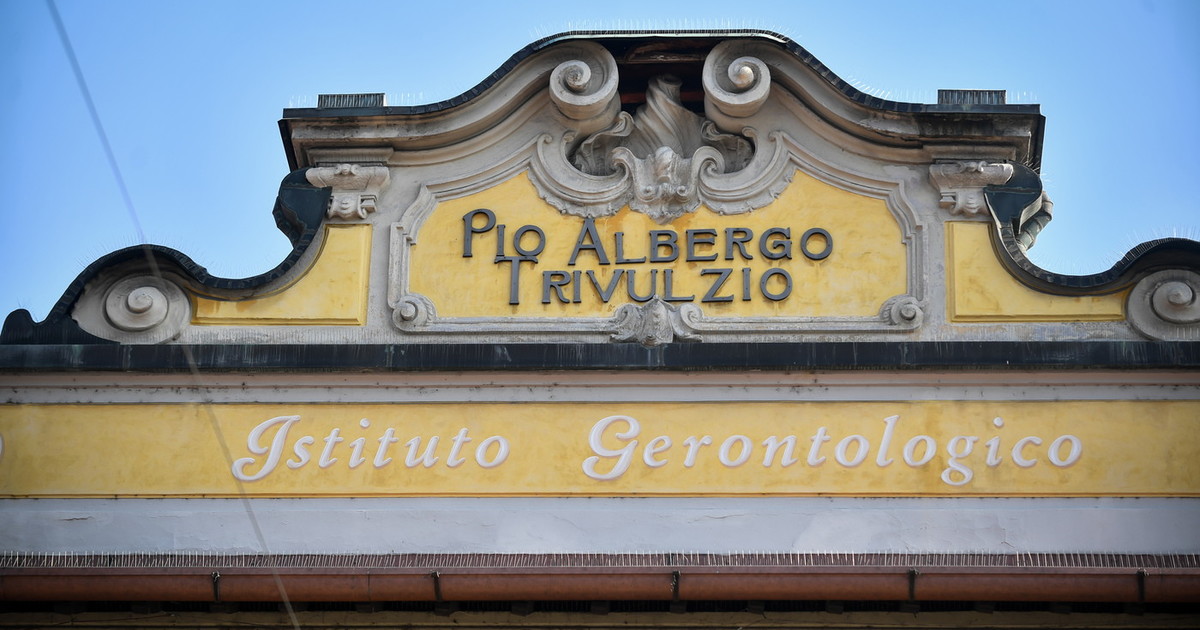 Pio Albergo
Trivulzio
Istituto Gerontologico